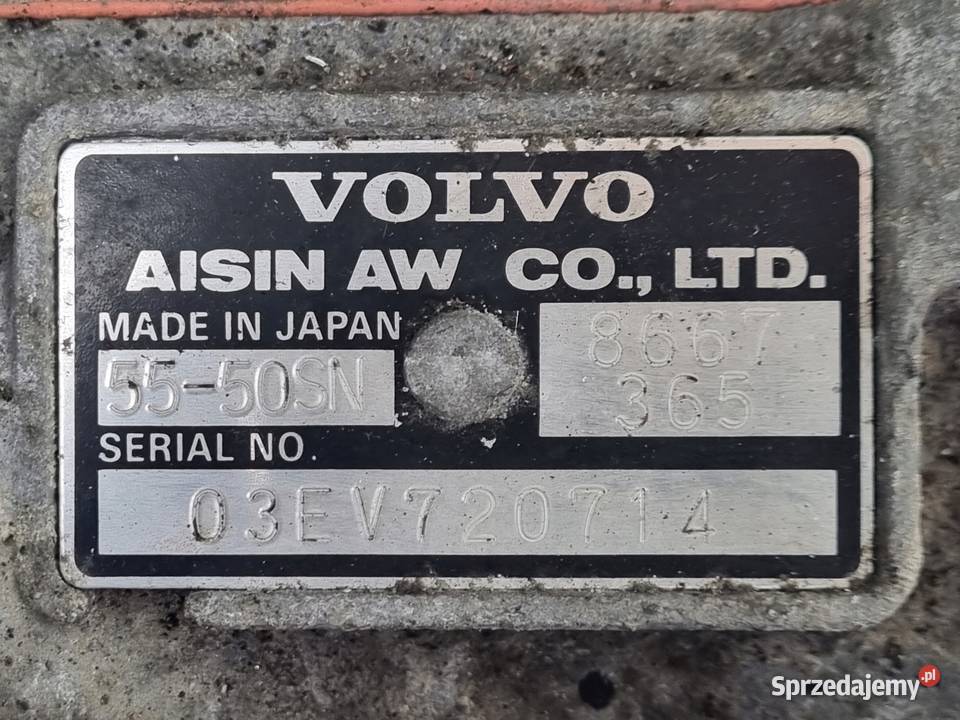 VOLVO
AISIN AW CO., LTD.
MADE IN JAPAN
55-50SN
8667
365
SERIAL NO.
03EV720714
Sprzedajemy.pl